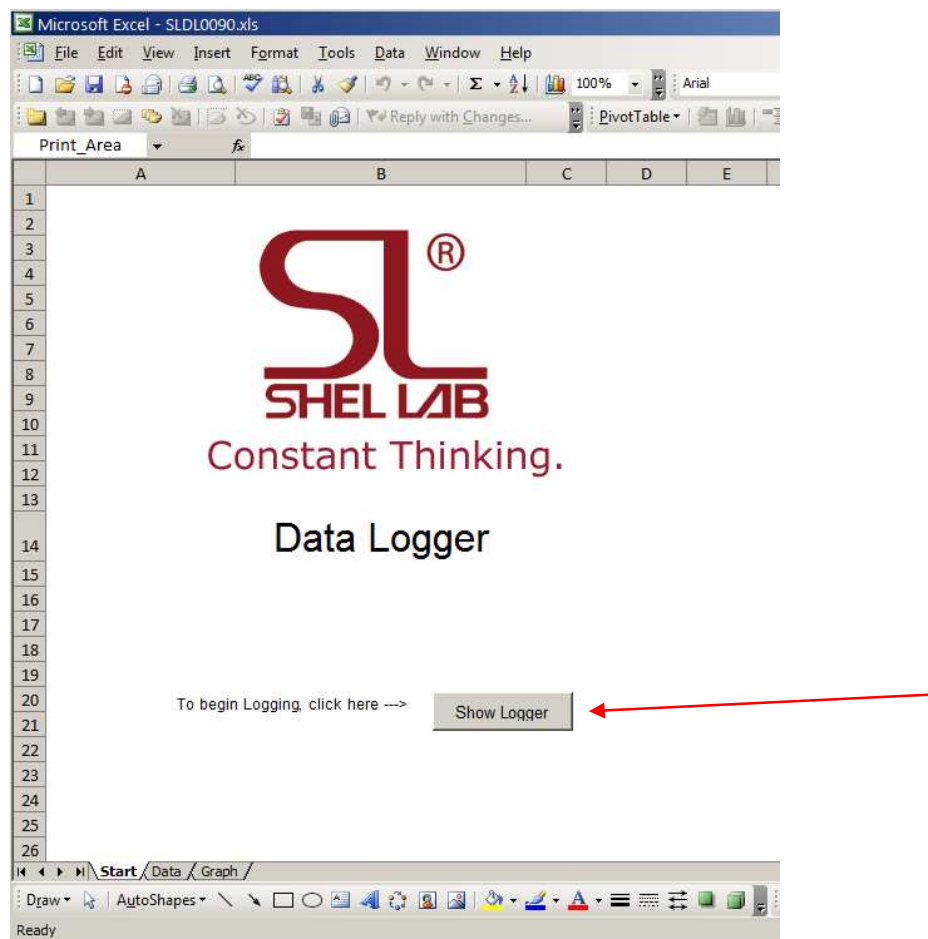 Microsoft Excel - SLDL0090.xls
File Edit View Insert Format Tools Data Window Help
100% Arial
Reply with Changes... PivotTable
Print_Area fx
A B C D E
1
2
3
®
4
5
6
7
8
SL
9
SHEL LAB
10
11
Constant Thinking.
12
13
14
Data Logger
15
16
17
18
19
20
To begin Logging, click here --->
Show Logger
21
22
23
24
25
26
Start Data Graph
Draw AutoShapes
Ready